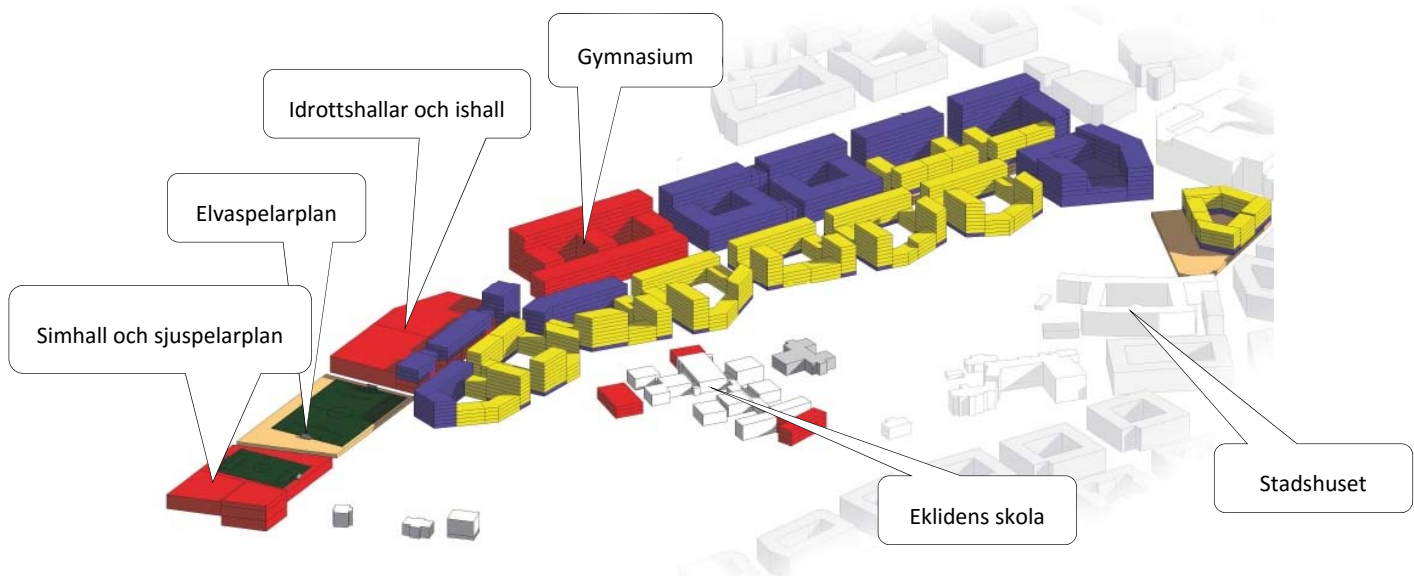 Gymnasium
Idrottshallar och ishall
Elvaspelarplan
Simhall och sjuspelarplan
Stadshuset
Eklidens skola